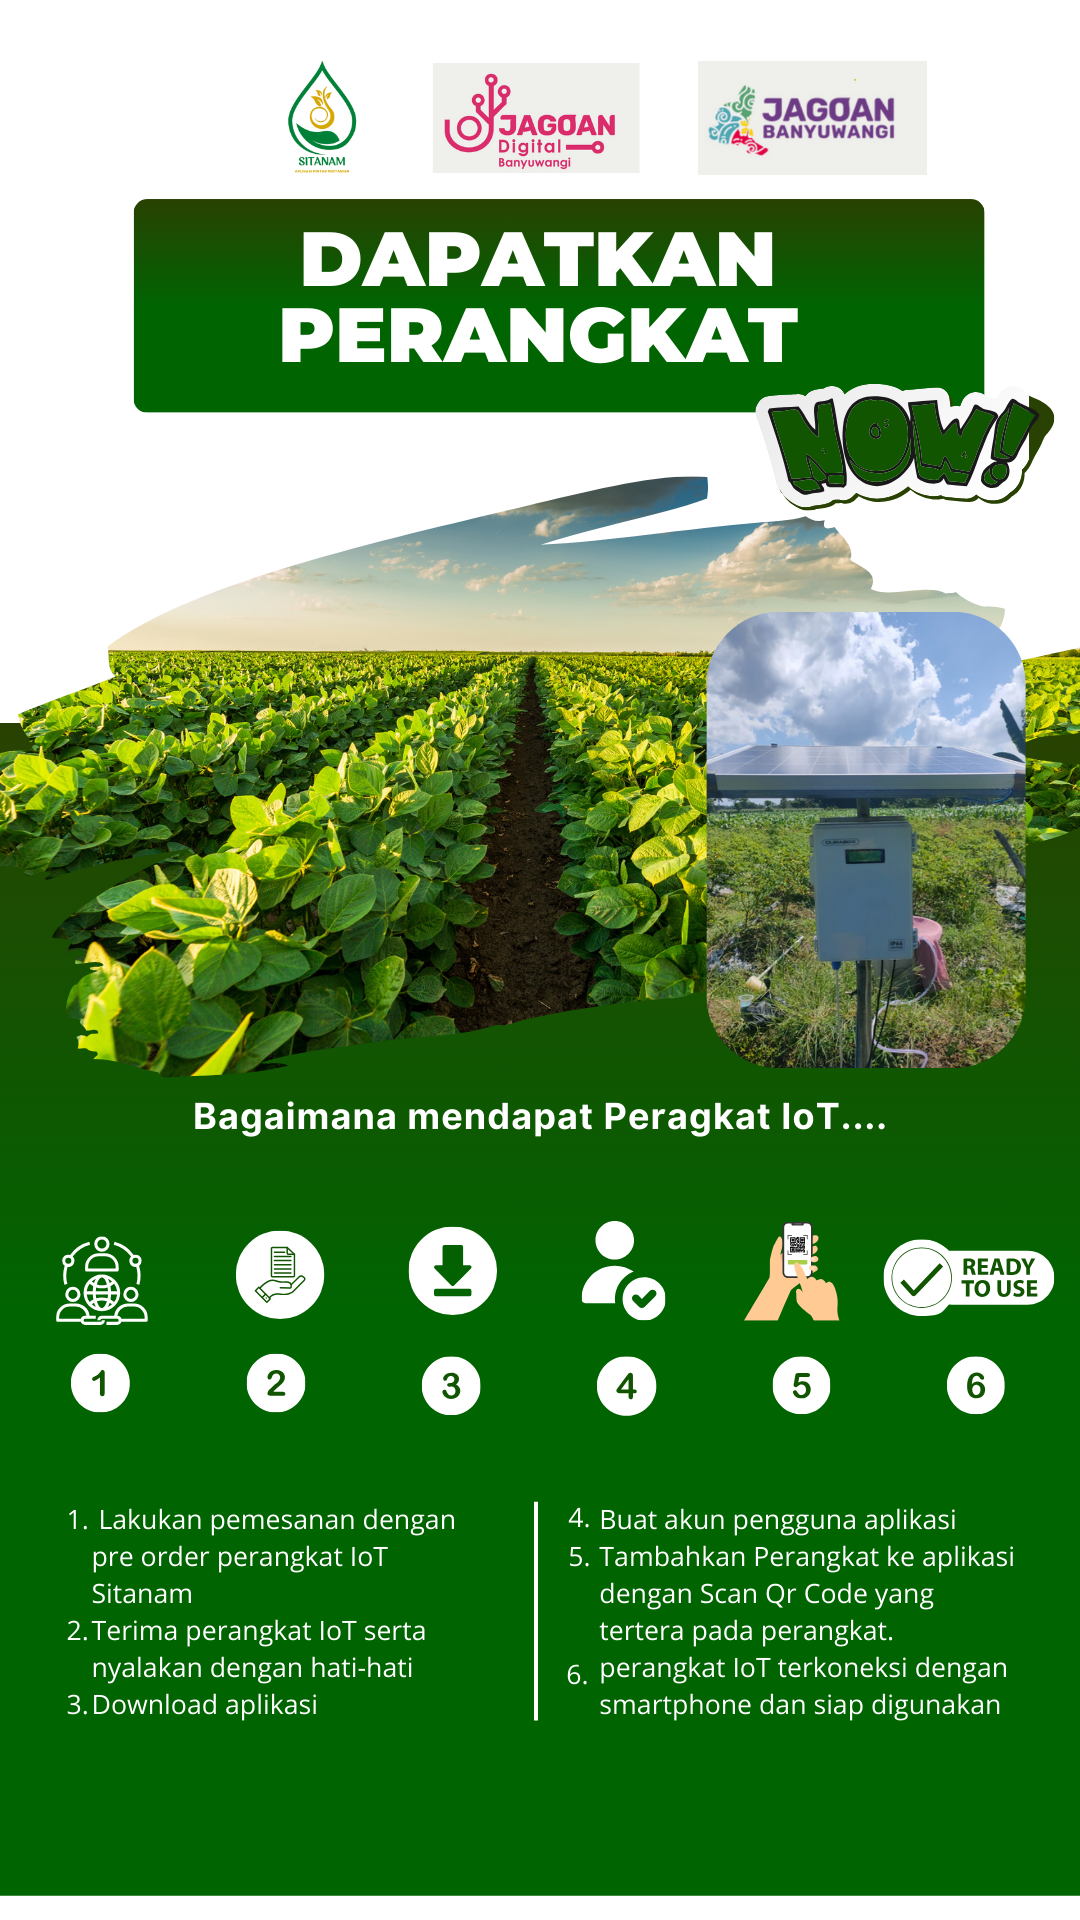 SITANAM
JAGOAN
Digital
Banyuwangi
JAGOAN
BANYUWANGI
DAPATKAN
PERANGKAT
NOW!
IP66
Bagaimana mendapat Peragkat IoT....
READY
TO USE
1
2
3
4
5
6
1. Lakukan pemesanan dengan
pre order perangkat IoT
Sitanam
2. Terima perangkat IoT serta
nyalakan dengan hati-hati
3. Download aplikasi
4. Buat akun pengguna aplikasi
5. Tambahkan Perangkat ke aplikasi
dengan Scan Qr Code yang
tertera pada perangkat.
6. perangkat IoT terkoneksi dengan
smartphone dan siap digunakan